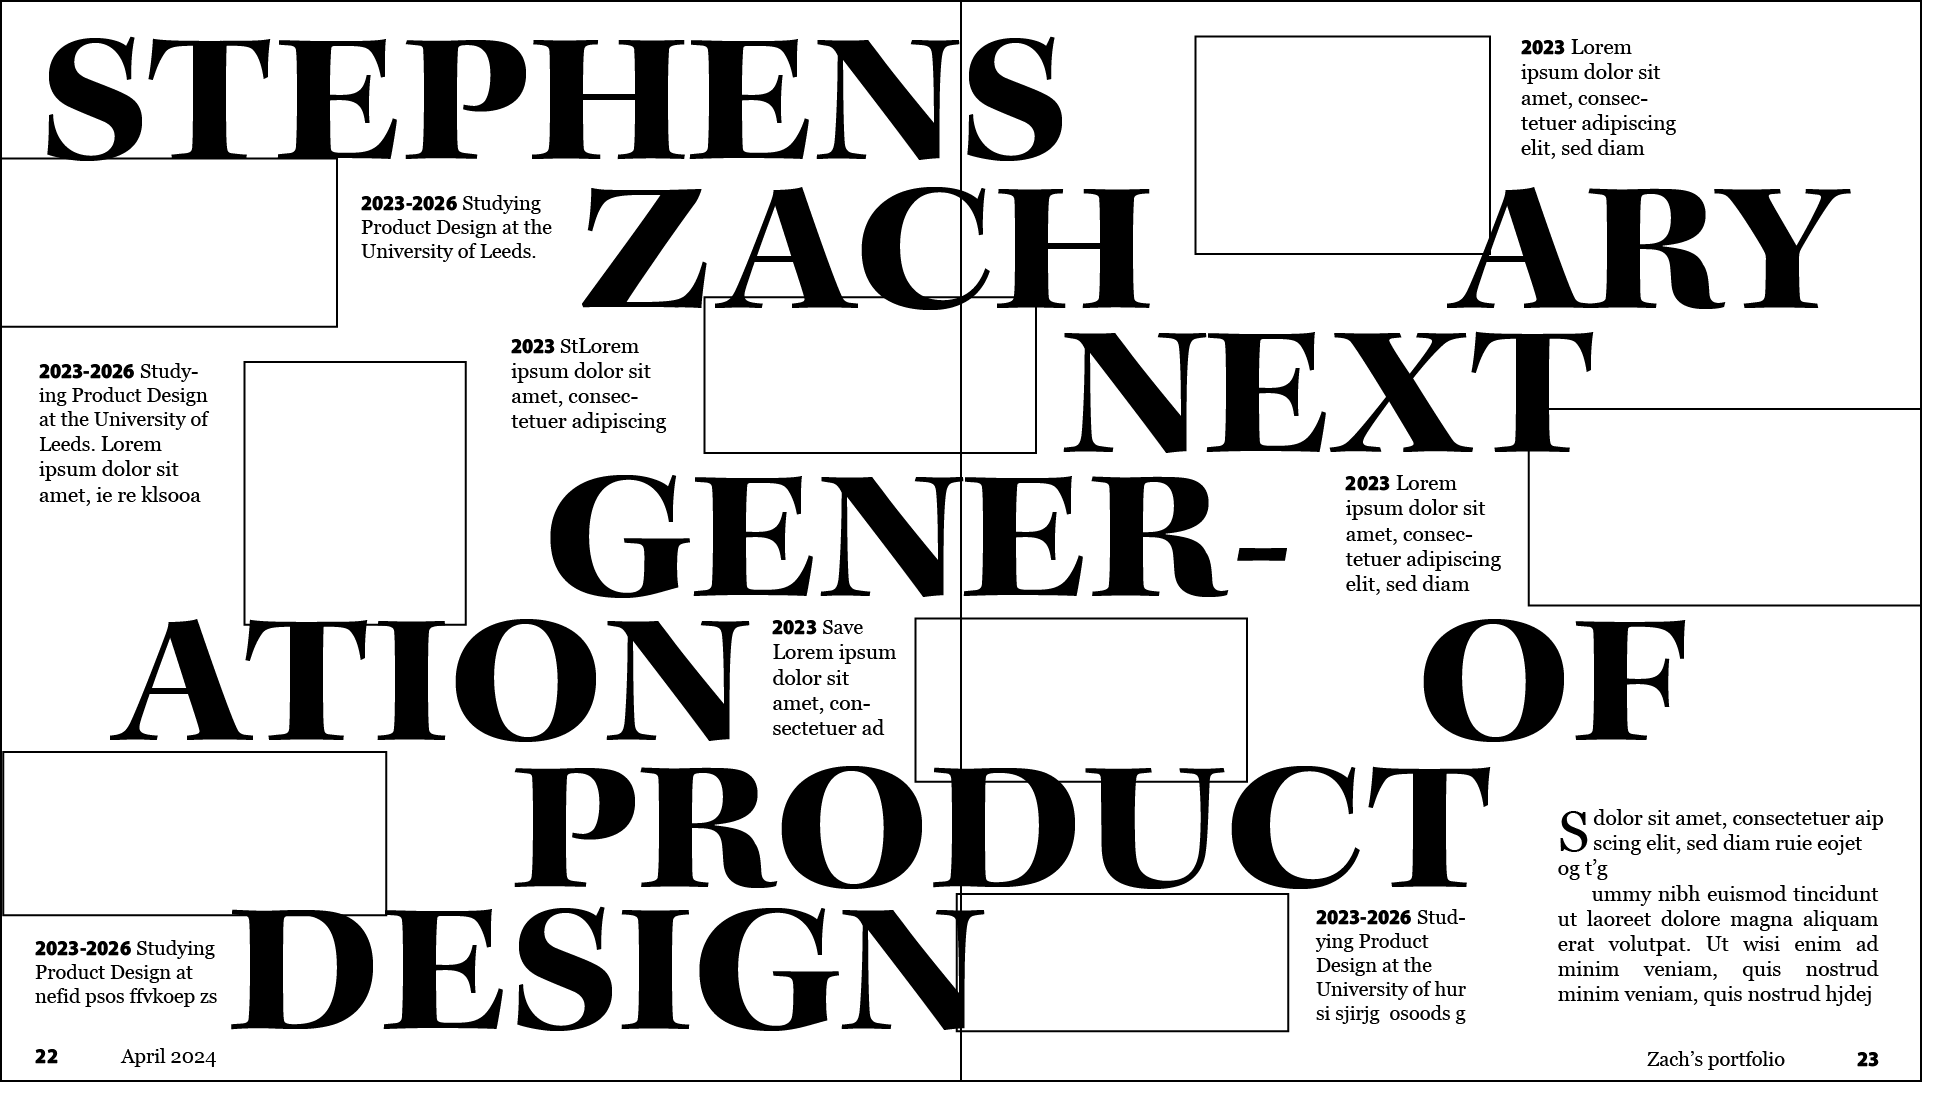 STEPHENS
2023 Lorem
ipsum dolor sit
amet, consec-
tetuer adipiscing
elit, sed diam
2023-2026 Studying
Product Design at the
University of Leeds.
ZACH ARY
2023 StLorem
ipsum dolor sit
amet, consec-
tetuer adipiscing
NEXT
2023-2026 Study-
ing Product Design
at the University of
Leeds. Lorem
ipsum dolor sit
amet, ie re klsooa
GENER-
2023 Lorem
ipsum dolor sit
amet, consec-
tetuer adipiscing
elit, sed diam
ATION
2023 Save
Lorem ipsum
dolor sit
amet, con-
sectetuer ad
OF
PRODUCT
DESIGN
2023-2026 Studying
Product Design at
nefid psos ffvkoep zs
2023-2026 Stud-
ying Product
Design at the
University of hur
si sjirjg osoods g
S dolor sit amet, consectetuer aip
scing elit, sed diam ruie eojet
og t’g
ummy nibh euismod tincidunt
ut laoreet dolore magna aliquam
erat volutpat. Ut wisi enim ad
minim veniam, quis nostrud
minim veniam, quis nostrud hjdej
22 April 2024
Zach’s portfolio 23